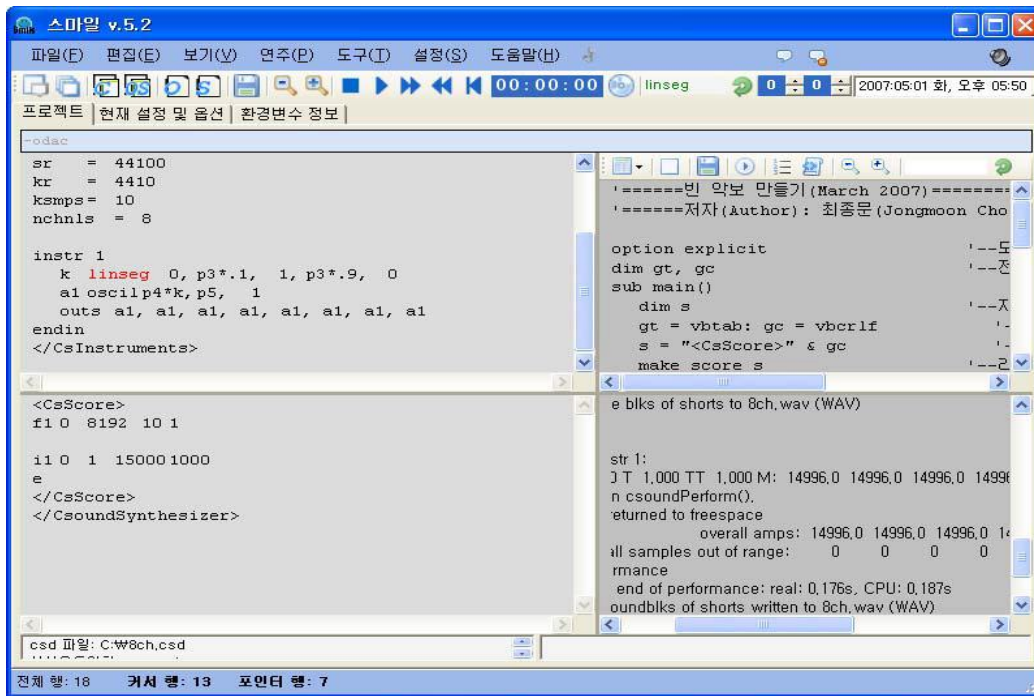 스마일 v.5.2
파일(F) 편집(E) 보기(V) 연주(P) 도구(T) 설정(S) 도움말(H)
00:00:00 linseg 0 0 2007:05:01 화, 오후 05:50
프로젝트 현재 설정 및 옵션 환경변수 정보
-odac
sr = 44100
kr = 4410
ksmps= 10
nchnls = 8
instr 1
k linseg 0, p3*.1, 1, p3*.9, 0
a1 oscil p4*k, p5, 1
outs a1, a1, a1, a1, a1, a1, a1, a1
endin
</CsInstruments>
'======빈 악보 만들기(March 2007)========
'======저자(Author): 최종문(Jongmoon Cho
option explicit '--도
dim gt, gc '--전
sub main()
dim s '--지
gt = vbtab: gc = vbcrlf '-
s = "<CsScore>" & gc '-
make score s '--리
<CsScore>
f1 0 8192 10 1
i1 0 1 15000 1000
e
</CsScore>
</CsoundSynthesizer>
e blks of shorts to 8ch.wav (WAV)
str 1:
0 T 1.000 TT 1.000 M: 14996.0 14996.0 14996.0 14996
n csoundPerform().
returned to freespace
overall amps: 14996.0 14996.0 14
all samples out of range: 0 0 0 0
rmance
end of performance: real: 0.176s, CPU: 0.187s
oundblks of shorts written to 8ch.wav (WAV)
csd 파일: C:₩8ch.csd
전체 행: 18 커서 행: 13 포인터 행: 7